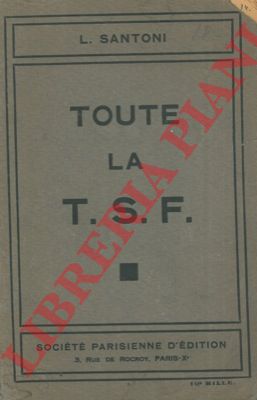 L. SANTONI
TOUTE
LA
T. S. F.
SOCIÉTÉ PARISIENNE D'ÉDITION
3, RUE DE ROCROY, PARIS-Xe
LIBRERIA PIANI